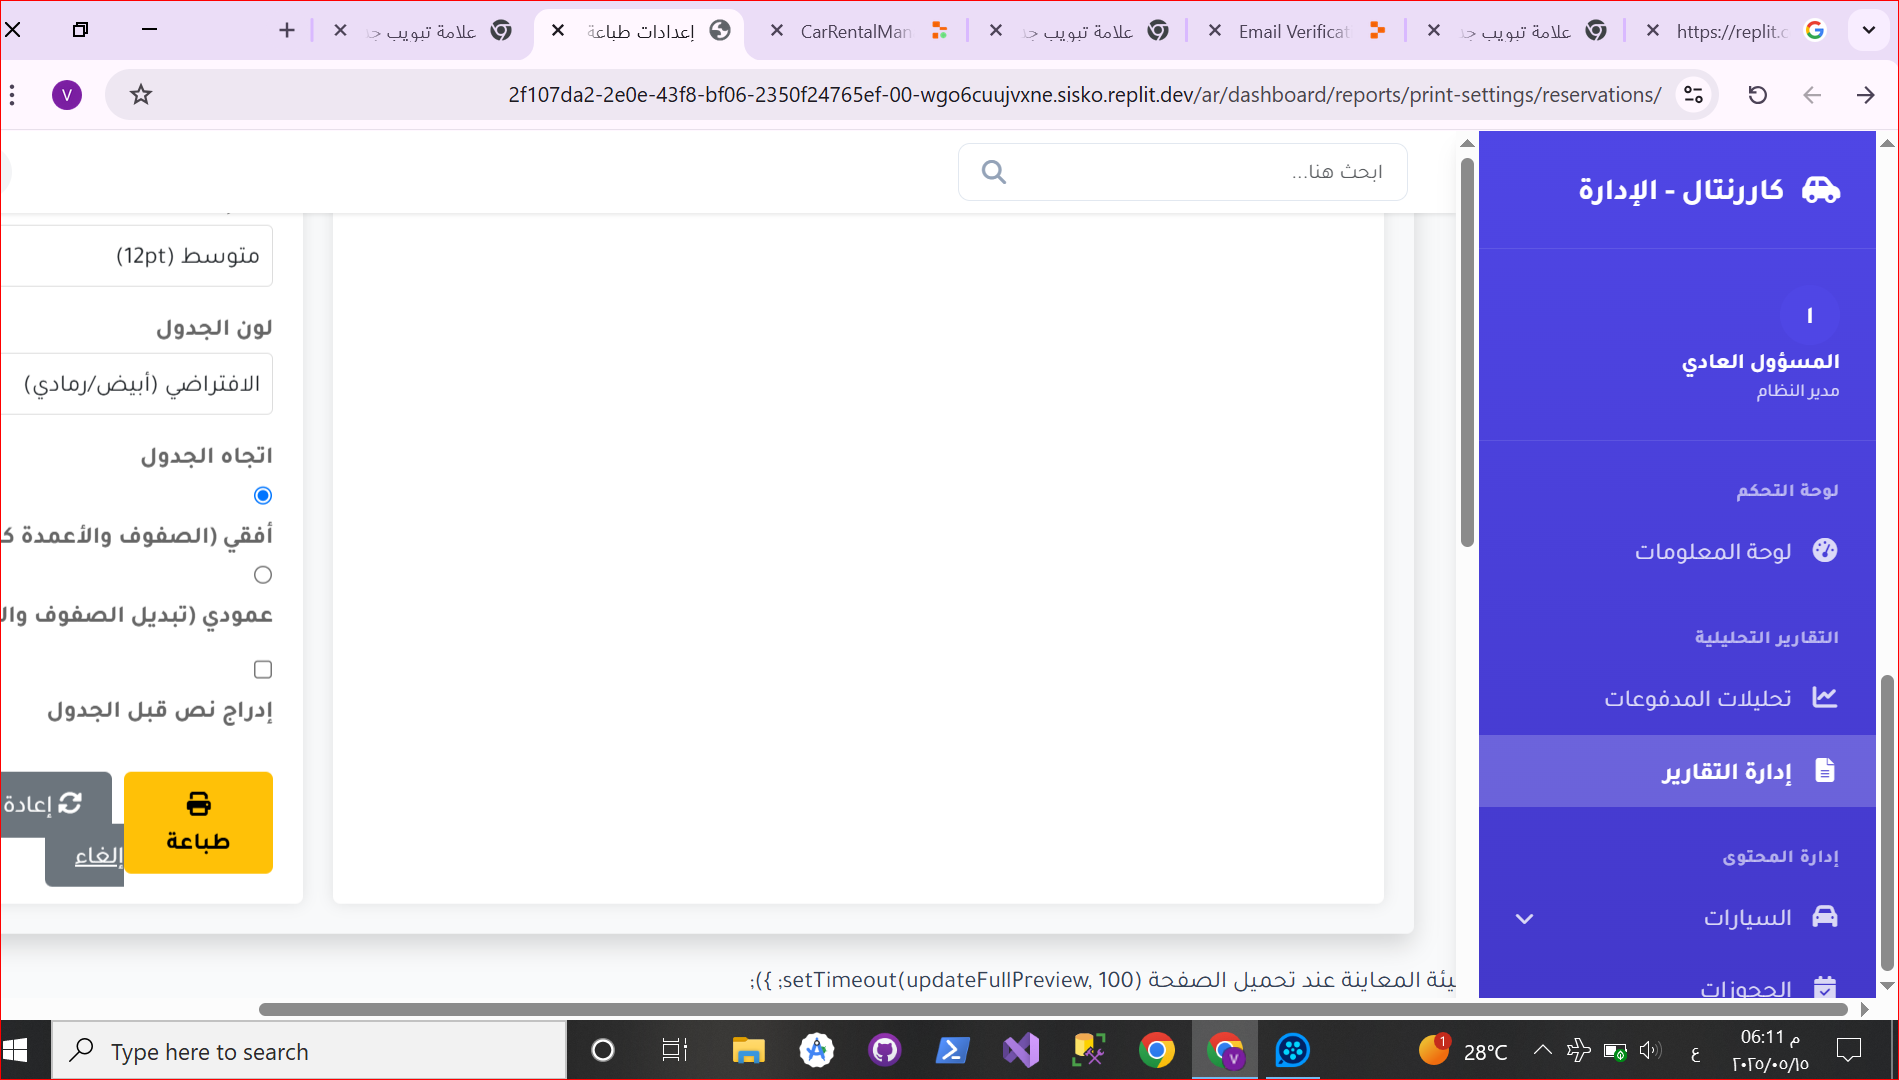 علامة تبويب جد
إعدادات طباعة
CarRentalMan
علامة تبويب جد
Email Verificat
علامة تبويب جد
https://replit.c
V
2f107da2-2e0e-43f8-bf06-2350f24765ef-00-wgo6cuujvxne.sisko.replit.dev/ar/dashboard/reports/print-settings/reservations/
كاررنتال - الإدارة
ابحث هنا...
ا
المسؤول العادي
مدير النظام
لوحة التحكم
لوحة المعلومات
التقارير التحليلية
تحليلات المدفوعات
إدارة التقارير
إدارة المحتوى
السيارات
الحجوزات
متوسط (12pt)
لون الجدول
الافتراضي (أبيض/رمادي)
اتجاه الجدول
أفقي (الصفوف والأعمدة ك
عمودي (تبديل الصفوف وال
إدراج نص قبل الجدول
طباعة
إعادة
إلغاء
يئة المعاينة عند تحميل الصفحة setTimeout(updateFullPreview, 100); });
Type here to search
1
28°C
ع
06:11 م
٢٠٢٥/٠٥/١٥
V